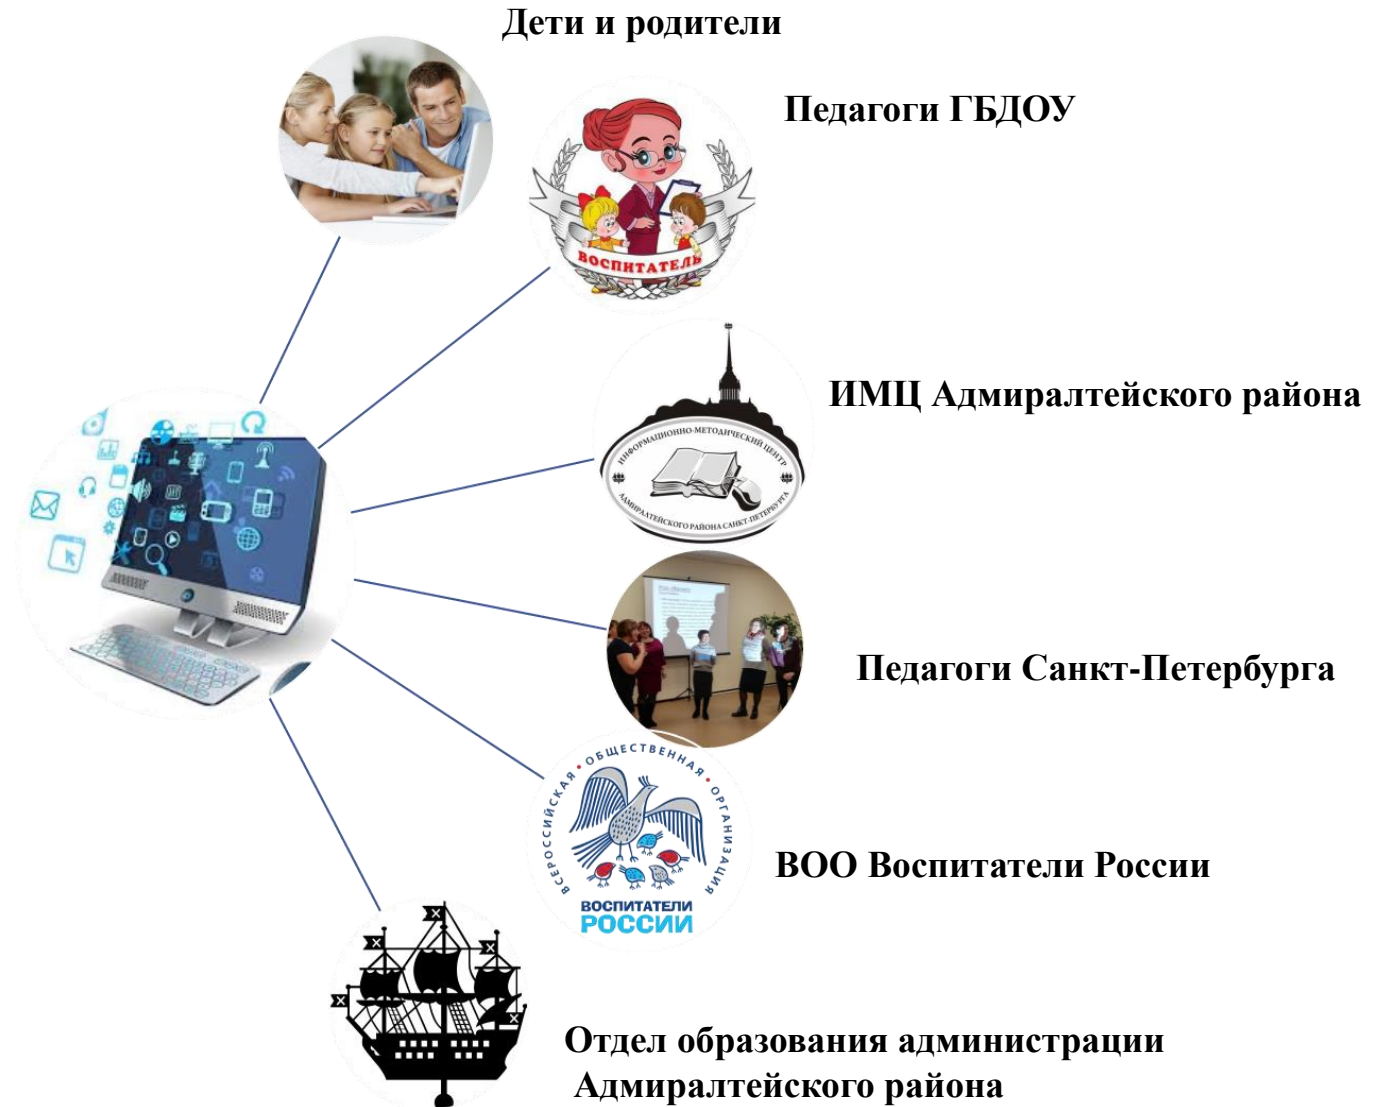 Дети и родители
Педагоги ГБДОУ
ВОСПИТАТЕЛЬ
ИМЦ Адмиралтейского района
ИНФОРМАЦИОННО-МЕТОДИЧЕСКИЙ ЦЕНТР
АДМИРАЛТЕЙСКОГО РАЙОНА САНКТ-ПЕТЕРБУРГА
Педагоги Санкт-Петербурга
ВСЕРОССИЙСКАЯ • ОБЩЕСТВЕННАЯ • ОРГАНИЗАЦИЯ
ВОСПИТАТЕЛИ
РОССИИ
ВОО Воспитатели России
Отдел образования администрации
Адмиралтейского района